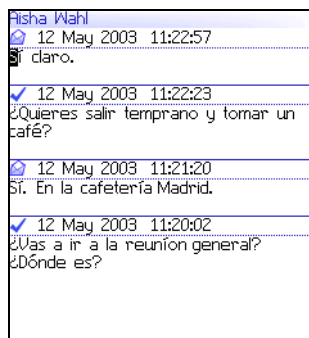 Aisha Wahl
12 May 2003 11:22:57
Sí claro.
12 May 2003 11:22:23
¿Quieres salir temprano y tomar un
café?
12 May 2003 11:21:20
Sí. En la cafetería Madrid.
12 May 2003 11:20:02
¿Vas a ir a la reuníon general?
¿Dónde es?